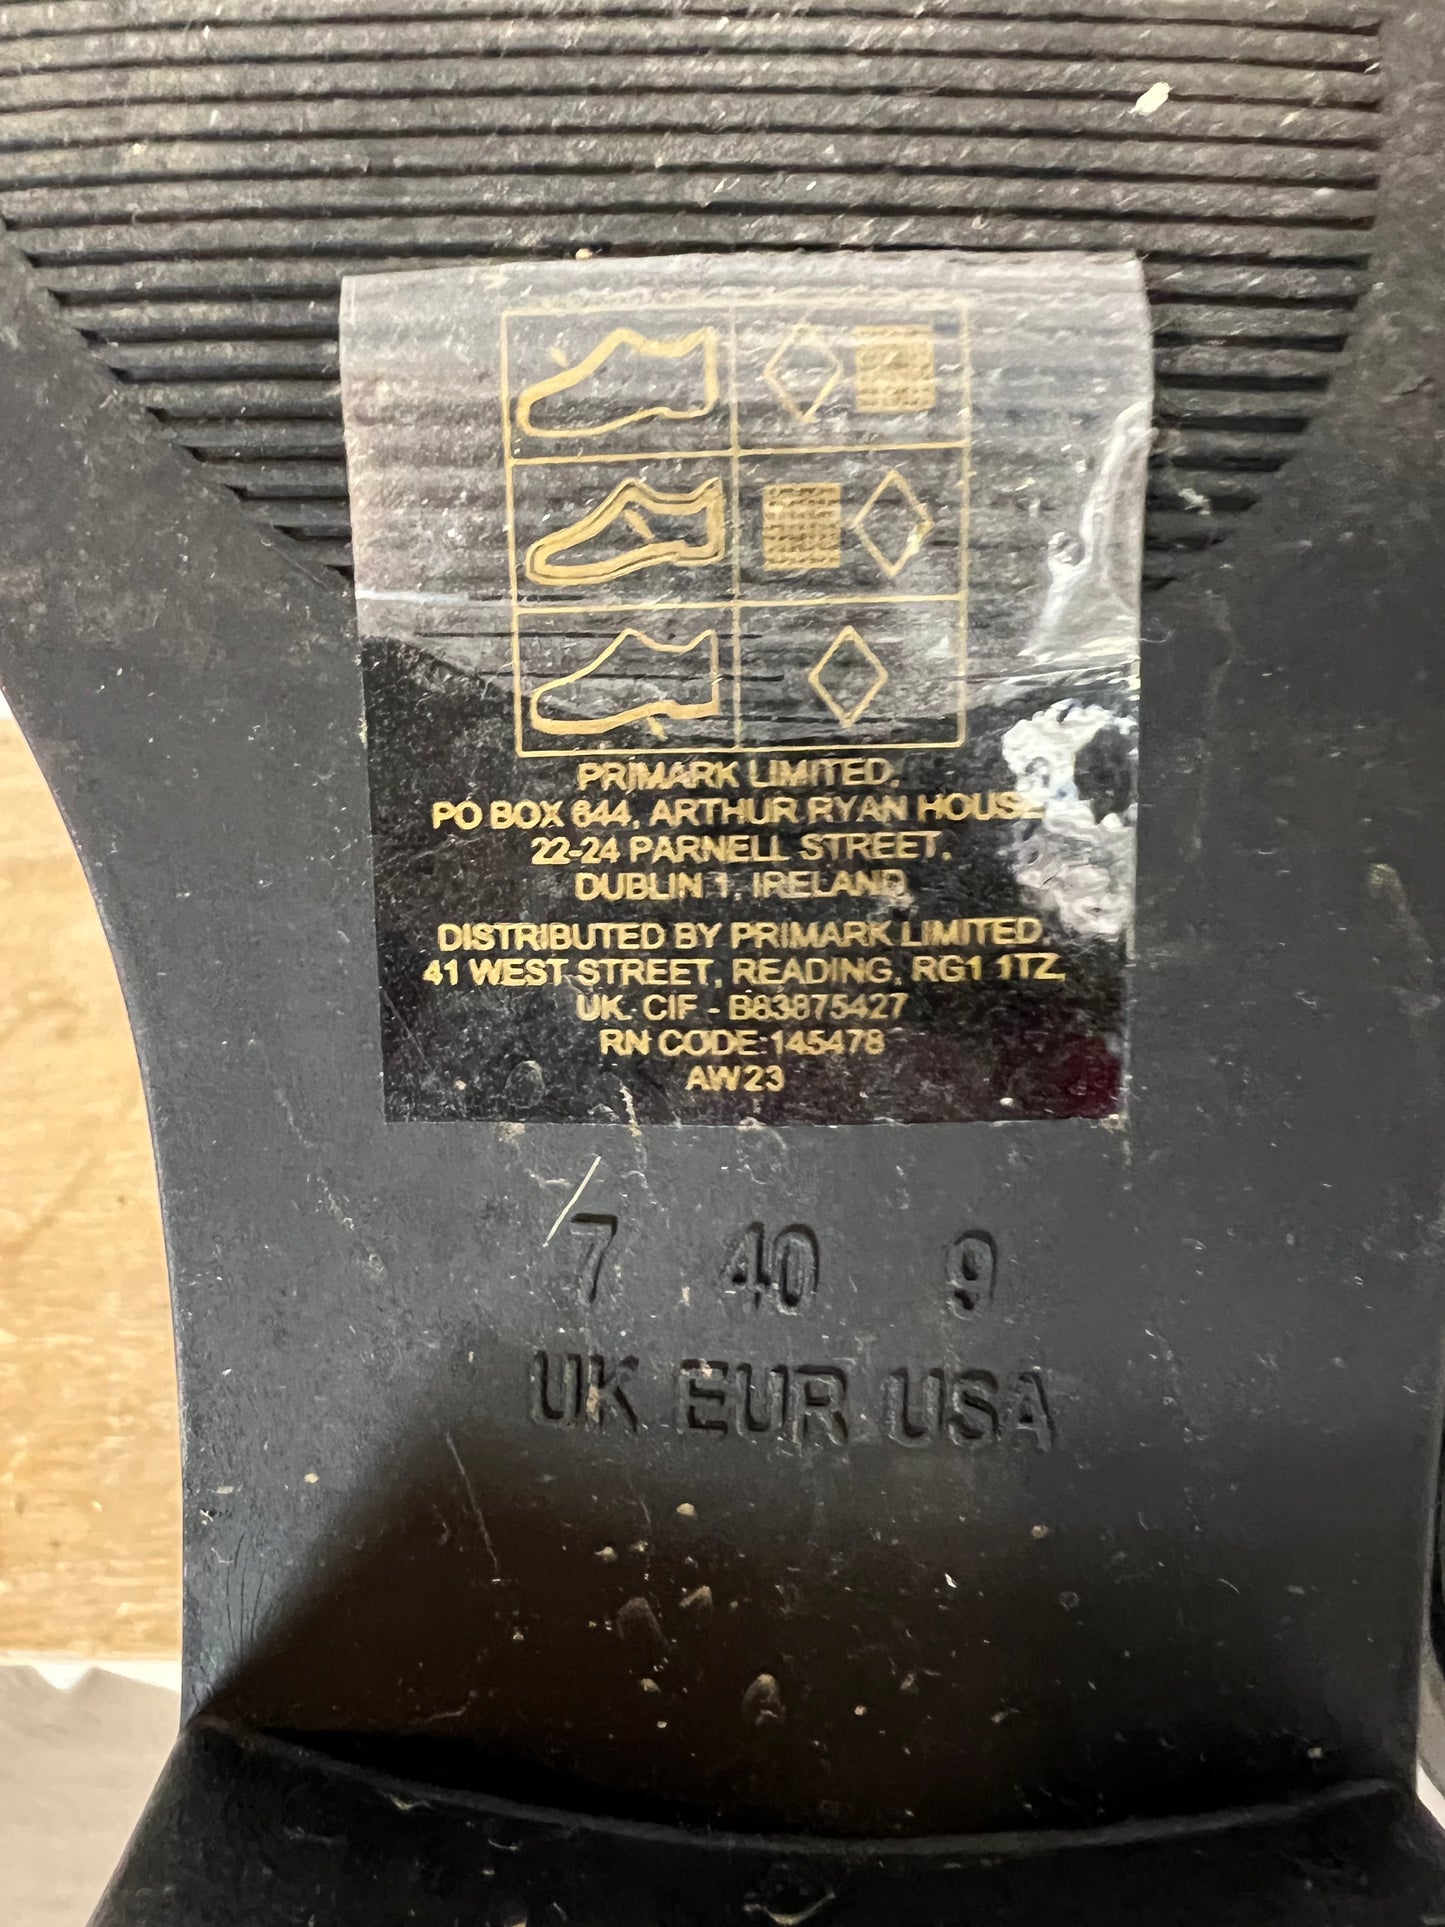 PRIMARK LIMITED,
PO BOX 644, ARTHUR RYAN HOUSE
22-24 PARNELL STREET,
DUBLIN 1, IRELAND,
DISTRIBUTED BY PRIMARK LIMITED,
41 WEST STREET, READING, RG1 1TZ,
UK. CIF - B83875427
RN CODE:145478
AW23
7 40 9
UK EUR USA